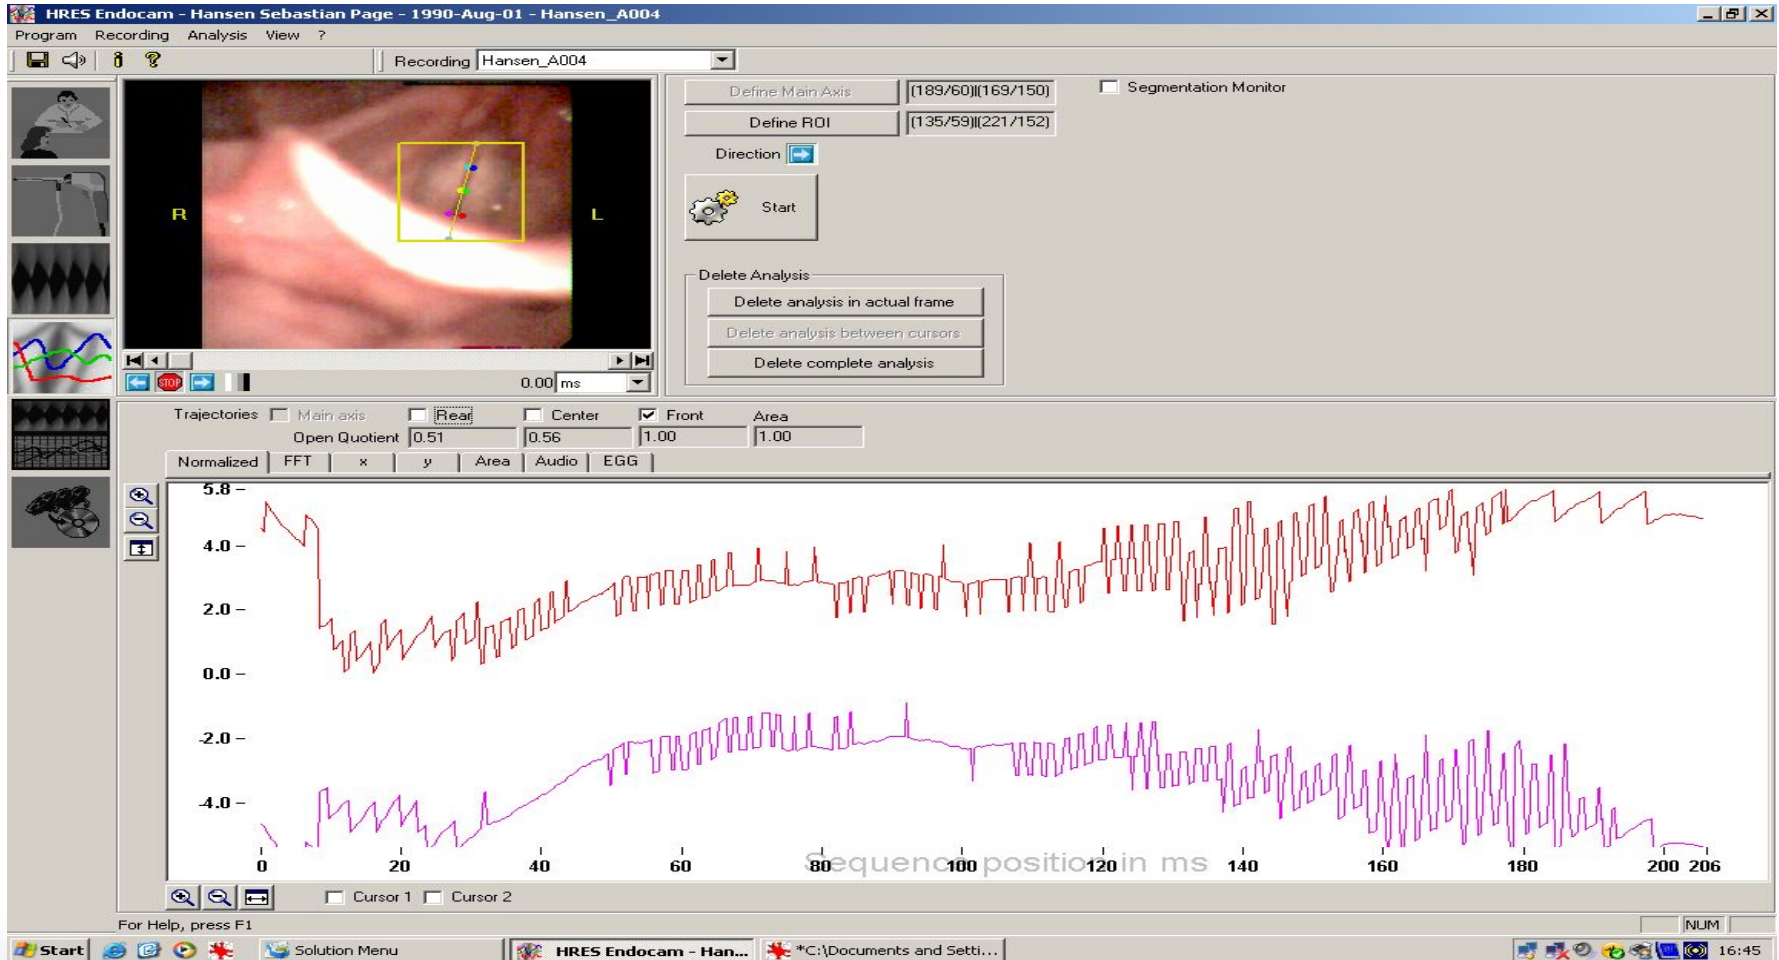 HRES Endocam - Hansen Sebastian Page - 1990-Aug-01 - Hansen_A004
Program Recording Analysis View ?
Recording Hansen_A004
R
L
0.00 ms
STOP
Define Main Axis (189/60)|(169/150)
Define ROI (135/59)|(221/152)
Direction
Start
Segmentation Monitor
Delete Analysis
Delete analysis in actual frame
Delete analysis between cursors
Delete complete analysis
Trajectories Main axis Rear Center Front Area
Open Quotient 0.51 0.56 1.00 1.00
Normalized FFT x y Area Audio EGG
5.8
4.0
2.0
0.0
-2.0
-4.0
0 20 40 60 80 100 120 140 160 180 200 206
Sequence position in ms
Cursor 1 Cursor 2
For Help, press F1
NUM
Start Solution Menu HRES Endocam - Han... *C:\Documents and Setti... 16:45